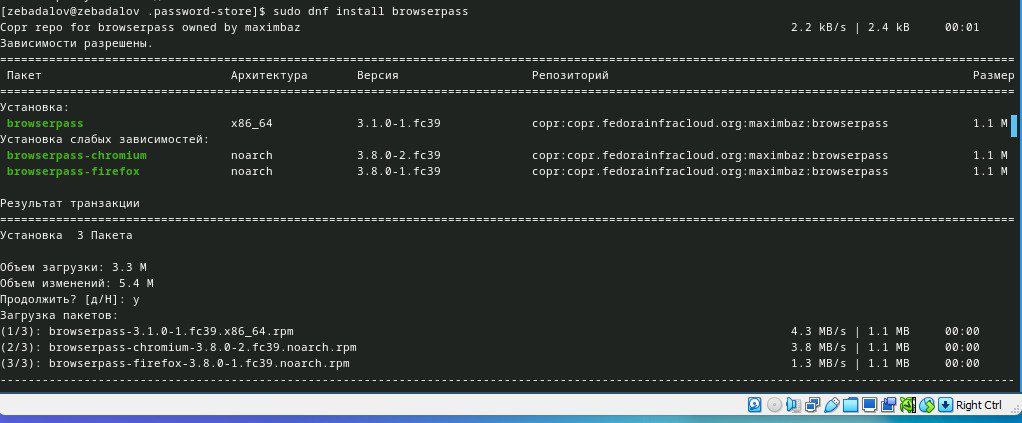 [zebadalov@zebadalov .password-store]$ sudo dnf install browserpass
Copr repo for browserpass owned by maximbaz 2.2 kB/s | 2.4 kB 00:01
Зависимости разрешены.
================================================================================
Пакет Архитектура Версия Репозиторий Размер
================================================================================
Установка:
browserpass x86_64 3.1.0-1.fc39 copr:copr.fedorainfracloud.org:maximbaz:browserpass 1.1 M
Установка слабых зависимостей:
browserpass-chromium noarch 3.8.0-2.fc39 copr:copr.fedorainfracloud.org:maximbaz:browserpass 1.1 M
browserpass-firefox noarch 3.8.0-1.fc39 copr:copr.fedorainfracloud.org:maximbaz:browserpass 1.1 M
Результат транзакции
================================================================================
Установка 3 Пакета
Объем загрузки: 3.3 M
Объем изменений: 5.4 M
Продолжить? [д/Н]: y
Загрузка пакетов:
(1/3): browserpass-3.1.0-1.fc39.x86_64.rpm 4.3 MB/s | 1.1 MB 00:00
(2/3): browserpass-chromium-3.8.0-2.fc39.noarch.rpm 3.8 MB/s | 1.1 MB 00:00
(3/3): browserpass-firefox-3.8.0-1.fc39.noarch.rpm 1.3 MB/s | 1.1 MB 00:00
--------------------------------------------------------------------------------
Right Ctrl